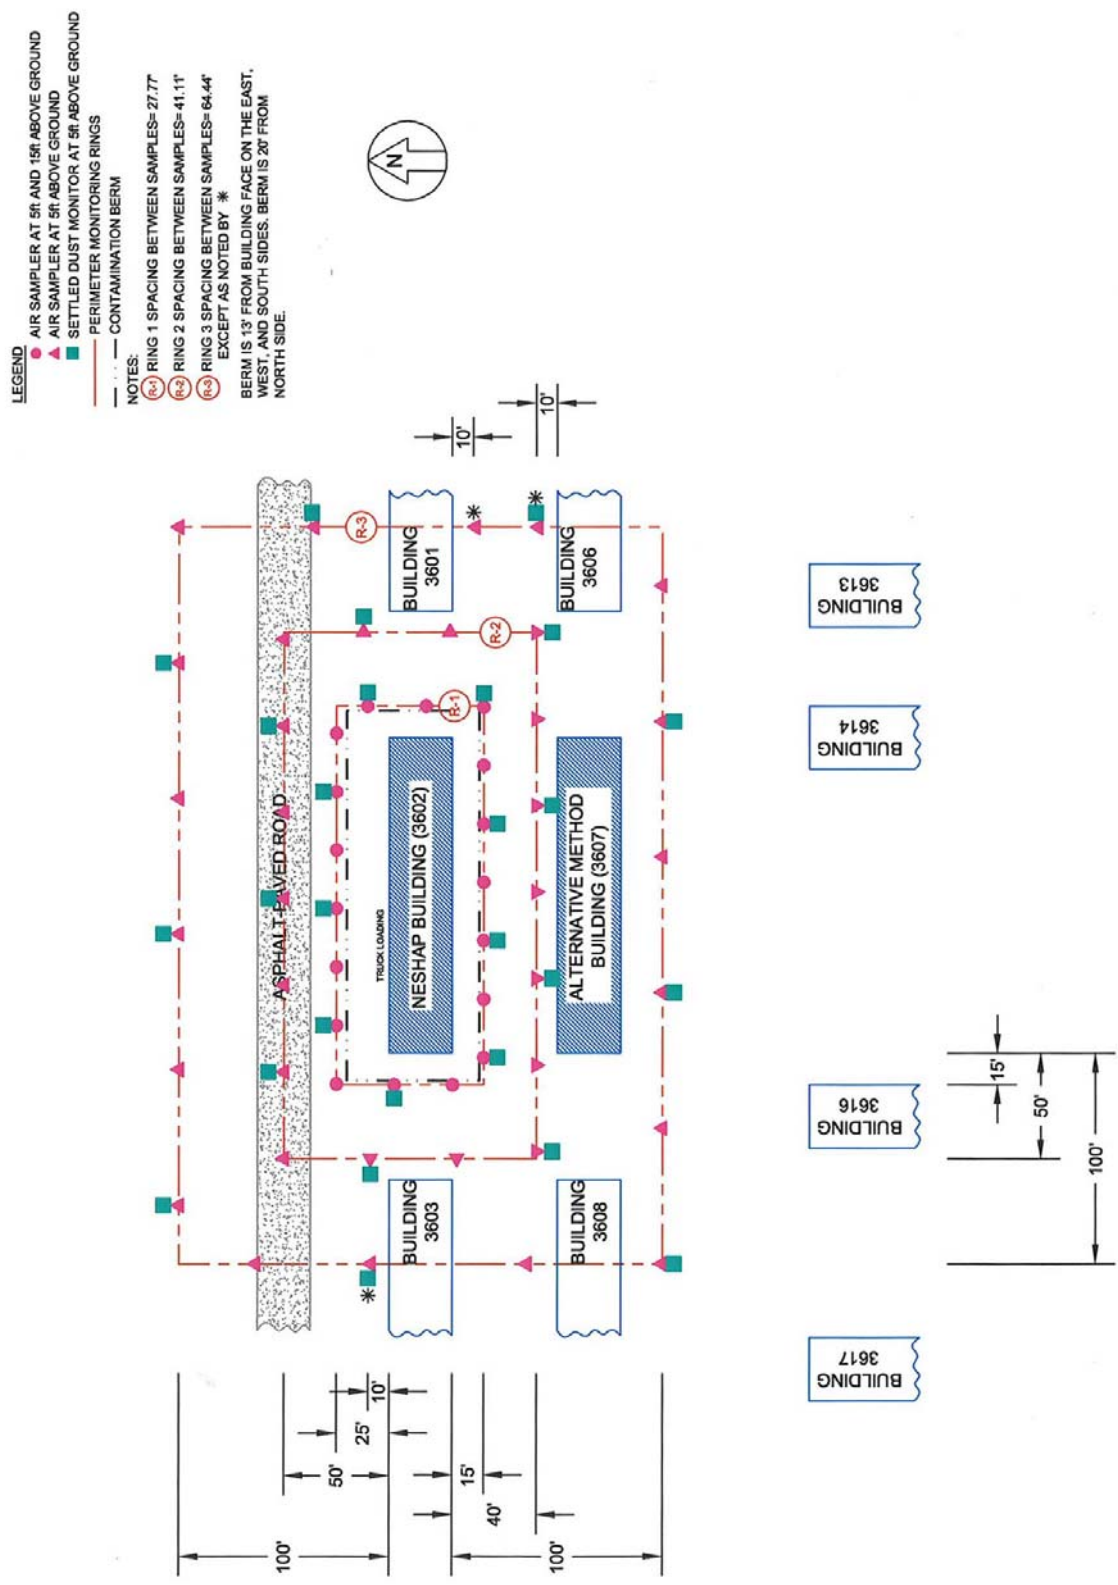 LEGEND
AIR SAMPLER AT 5ft AND 15ft ABOVE GROUND
AIR SAMPLER AT 5ft ABOVE GROUND
SETTLED DUST MONITOR AT 5ft ABOVE GROUND
PERIMETER MONITORING RINGS
CONTAMINATION BERM
NOTES:
R-1 RING 1 SPACING BETWEEN SAMPLES= 27.77'
R-2 RING 2 SPACING BETWEEN SAMPLES= 41.11'
R-3 RING 3 SPACING BETWEEN SAMPLES= 64.44'
EXCEPT AS NOTED BY *
BERM IS 13' FROM BUILDING FACE ON THE EAST,
WEST, AND SOUTH SIDES. BERM IS 20' FROM
NORTH SIDE.
N
ASPHALT-PAVED ROAD
R-3
R-2
R-1
*
*
*
BUILDING
3601
BUILDING
3606
10'
10'
TRUCK LOADING
NESHAP BUILDING (3602)
ALTERNATIVE METHOD
BUILDING (3607)
BUILDING
3603
BUILDING
3608
BUILDING
3613
BUILDING
3614
BUILDING
3616
BUILDING
3617
15'
50'
100'
10'
25'
50'
100'
15'
40'
100'